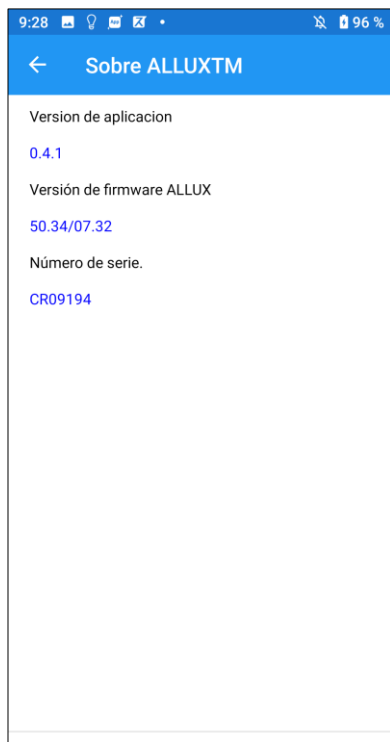 9:28 96 %
Sobre ALLUXTM
Version de aplicacion
0.4.1
Versión de firmware ALLUX
50.34/07.32
Número de serie.
CR09194